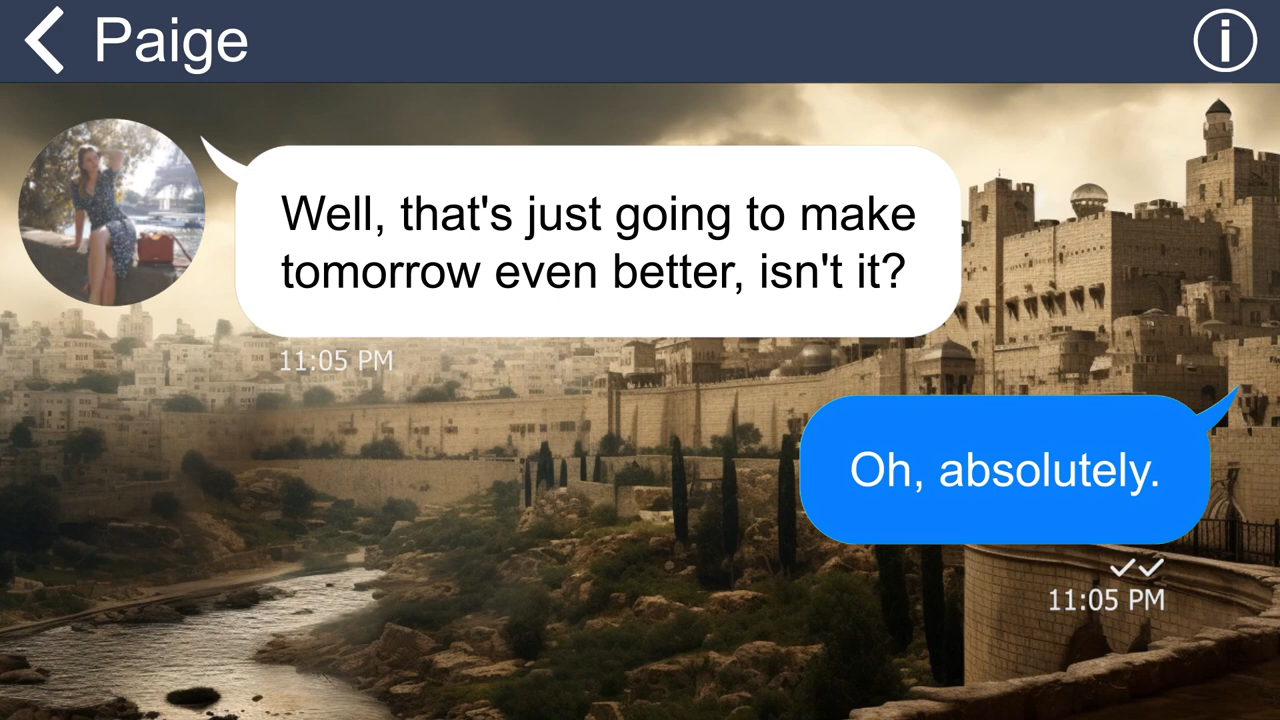 Paige
Well, that's just going to make
tomorrow even better, isn't it?
11:05 PM
Oh, absolutely.
11:05 PM